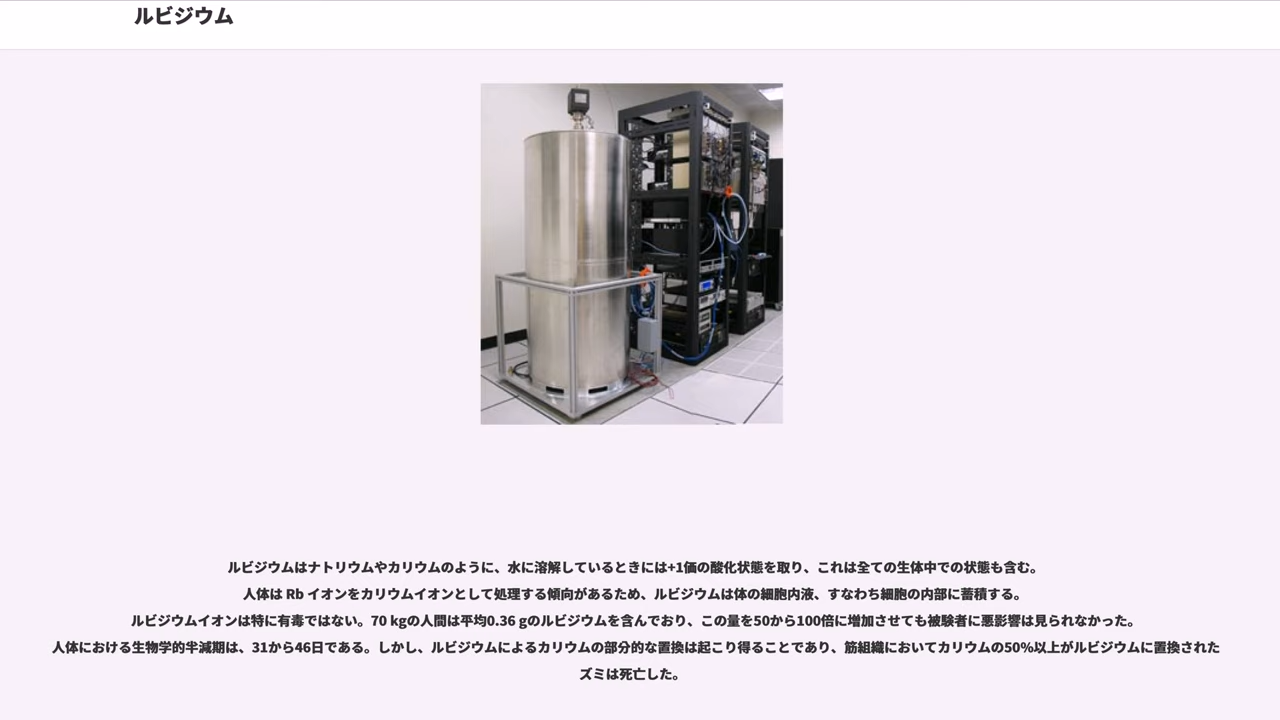 ルビジウム
ルビジウムはナトリウムやカリウムのように、水に溶解しているときには+1価の酸化状態を取り、これは全ての生体中での状態も含む。
人体は Rb イオンをカリウムイオンとして処理する傾向があるため、ルビジウムは体の細胞内液、すなわち細胞の内部に蓄積する。
ルビジウムイオンは特に有毒ではない。70 kgの人間は平均0.36 gのルビジウムを含んでおり、この量を50から100倍に増加させても被験者に悪影響は見られなかった。
人体における生物学的半減期は、31から46日である。しかし、ルビジウムによるカリウムの部分的な置換は起こり得ることであり、筋組織においてカリウムの50%以上がルビジウムに置換された
ズミは死亡した。